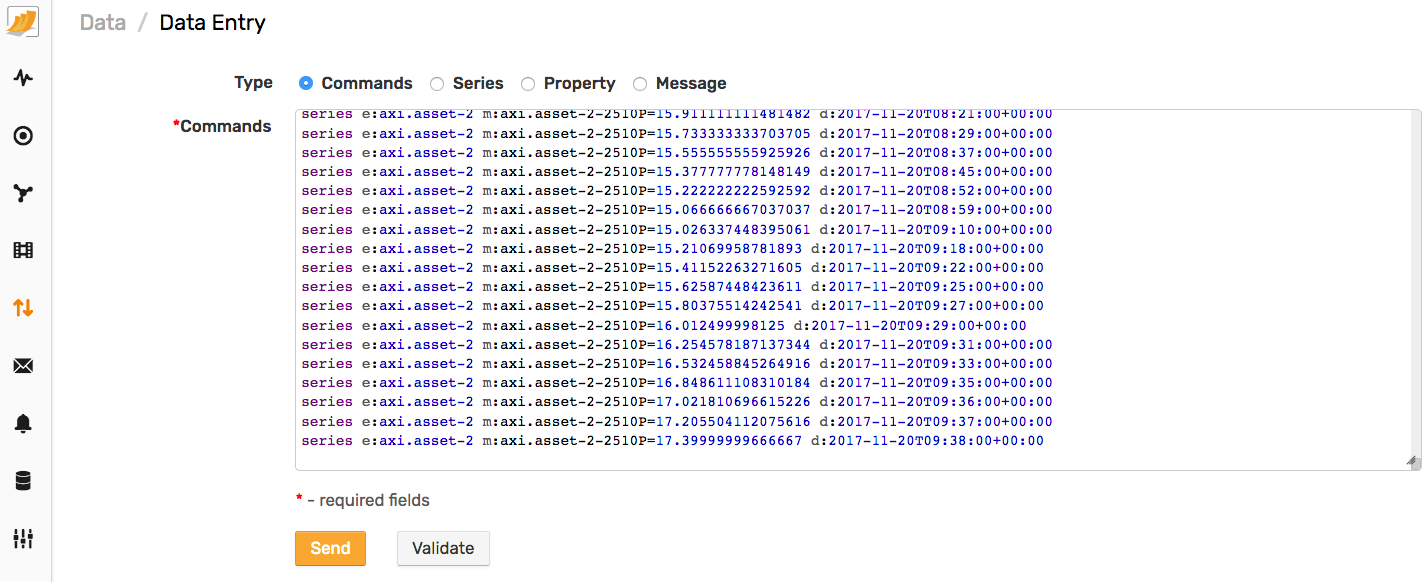 Data / Data Entry
Type Commands Series Property Message
*Commands
series e:axi.asset-2 m:axi.asset-2-2510P=15.911111111481482 d:2017-11-20T08:21:00+00:00
series e:axi.asset-2 m:axi.asset-2-2510P=15.733333333703705 d:2017-11-20T08:29:00+00:00
series e:axi.asset-2 m:axi.asset-2-2510P=15.555555555925926 d:2017-11-20T08:37:00+00:00
series e:axi.asset-2 m:axi.asset-2-2510P=15.377777778148149 d:2017-11-20T08:45:00+00:00
series e:axi.asset-2 m:axi.asset-2-2510P=15.222222222592592 d:2017-11-20T08:52:00+00:00
series e:axi.asset-2 m:axi.asset-2-2510P=15.066666667037037 d:2017-11-20T08:59:00+00:00
series e:axi.asset-2 m:axi.asset-2-2510P=15.026337448395061 d:2017-11-20T09:10:00+00:00
series e:axi.asset-2 m:axi.asset-2-2510P=15.21069958781893 d:2017-11-20T09:18:00+00:00
series e:axi.asset-2 m:axi.asset-2-2510P=15.41152263271605 d:2017-11-20T09:22:00+00:00
series e:axi.asset-2 m:axi.asset-2-2510P=15.62587448423611 d:2017-11-20T09:25:00+00:00
series e:axi.asset-2 m:axi.asset-2-2510P=15.80375514242541 d:2017-11-20T09:27:00+00:00
series e:axi.asset-2 m:axi.asset-2-2510P=16.012499998125 d:2017-11-20T09:29:00+00:00
series e:axi.asset-2 m:axi.asset-2-2510P=16.254578187137344 d:2017-11-20T09:31:00+00:00
series e:axi.asset-2 m:axi.asset-2-2510P=16.532458845264916 d:2017-11-20T09:33:00+00:00
series e:axi.asset-2 m:axi.asset-2-2510P=16.848611108310184 d:2017-11-20T09:35:00+00:00
series e:axi.asset-2 m:axi.asset-2-2510P=17.021810696615226 d:2017-11-20T09:36:00+00:00
series e:axi.asset-2 m:axi.asset-2-2510P=17.205504112075616 d:2017-11-20T09:37:00+00:00
series e:axi.asset-2 m:axi.asset-2-2510P=17.39999999666667 d:2017-11-20T09:38:00+00:00
* - required fields
Send Validate